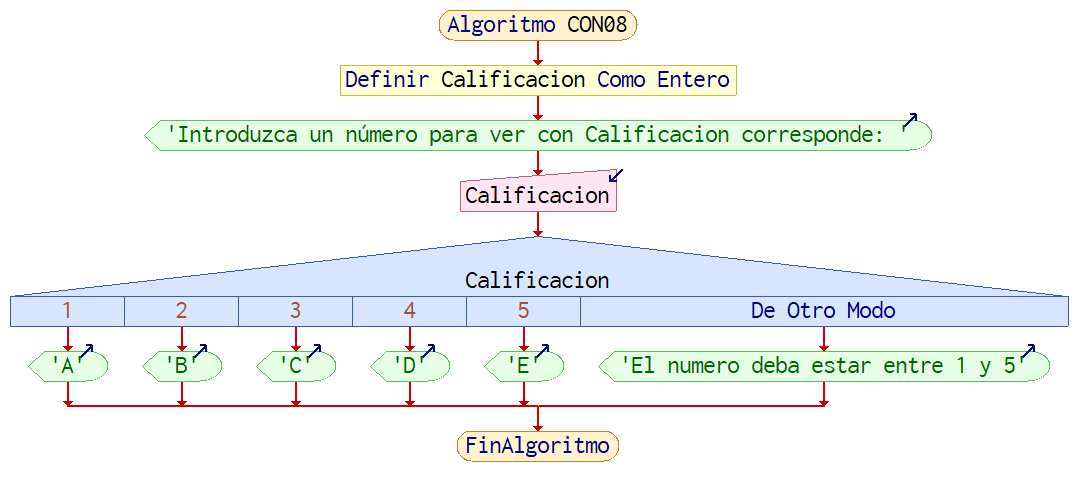 Algoritmo CON08
Definir Calificacion Como Entero
'Introduzca un número para ver con Calificacion corresponde: '
Calificacion
Calificacion
1 2 3 4 5 De Otro Modo
'A' 'B' 'C' 'D' 'E' 'El numero deba estar entre 1 y 5'
FinAlgoritmo